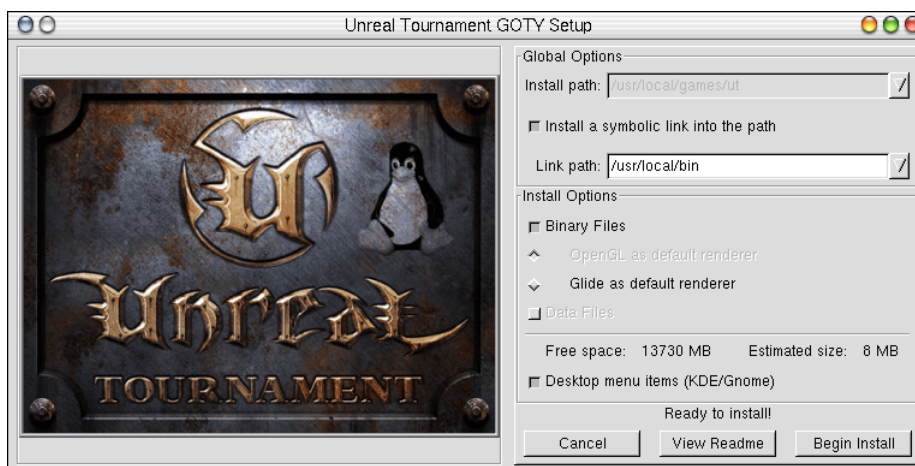 Unreal Tournament GOTY Setup
Global Options
Install path: /usr/local/games/ut
Install a symbolic link into the path
Link path: /usr/local/bin
Install Options
Binary Files
OpenGL as default renderer
Glide as default renderer
Data Files
Free space: 13730 MB Estimated size: 8 MB
Desktop menu items (KDE/Gnome)
Ready to install!
Cancel View Readme Begin Install
U
Unreal
TOURNAMENT